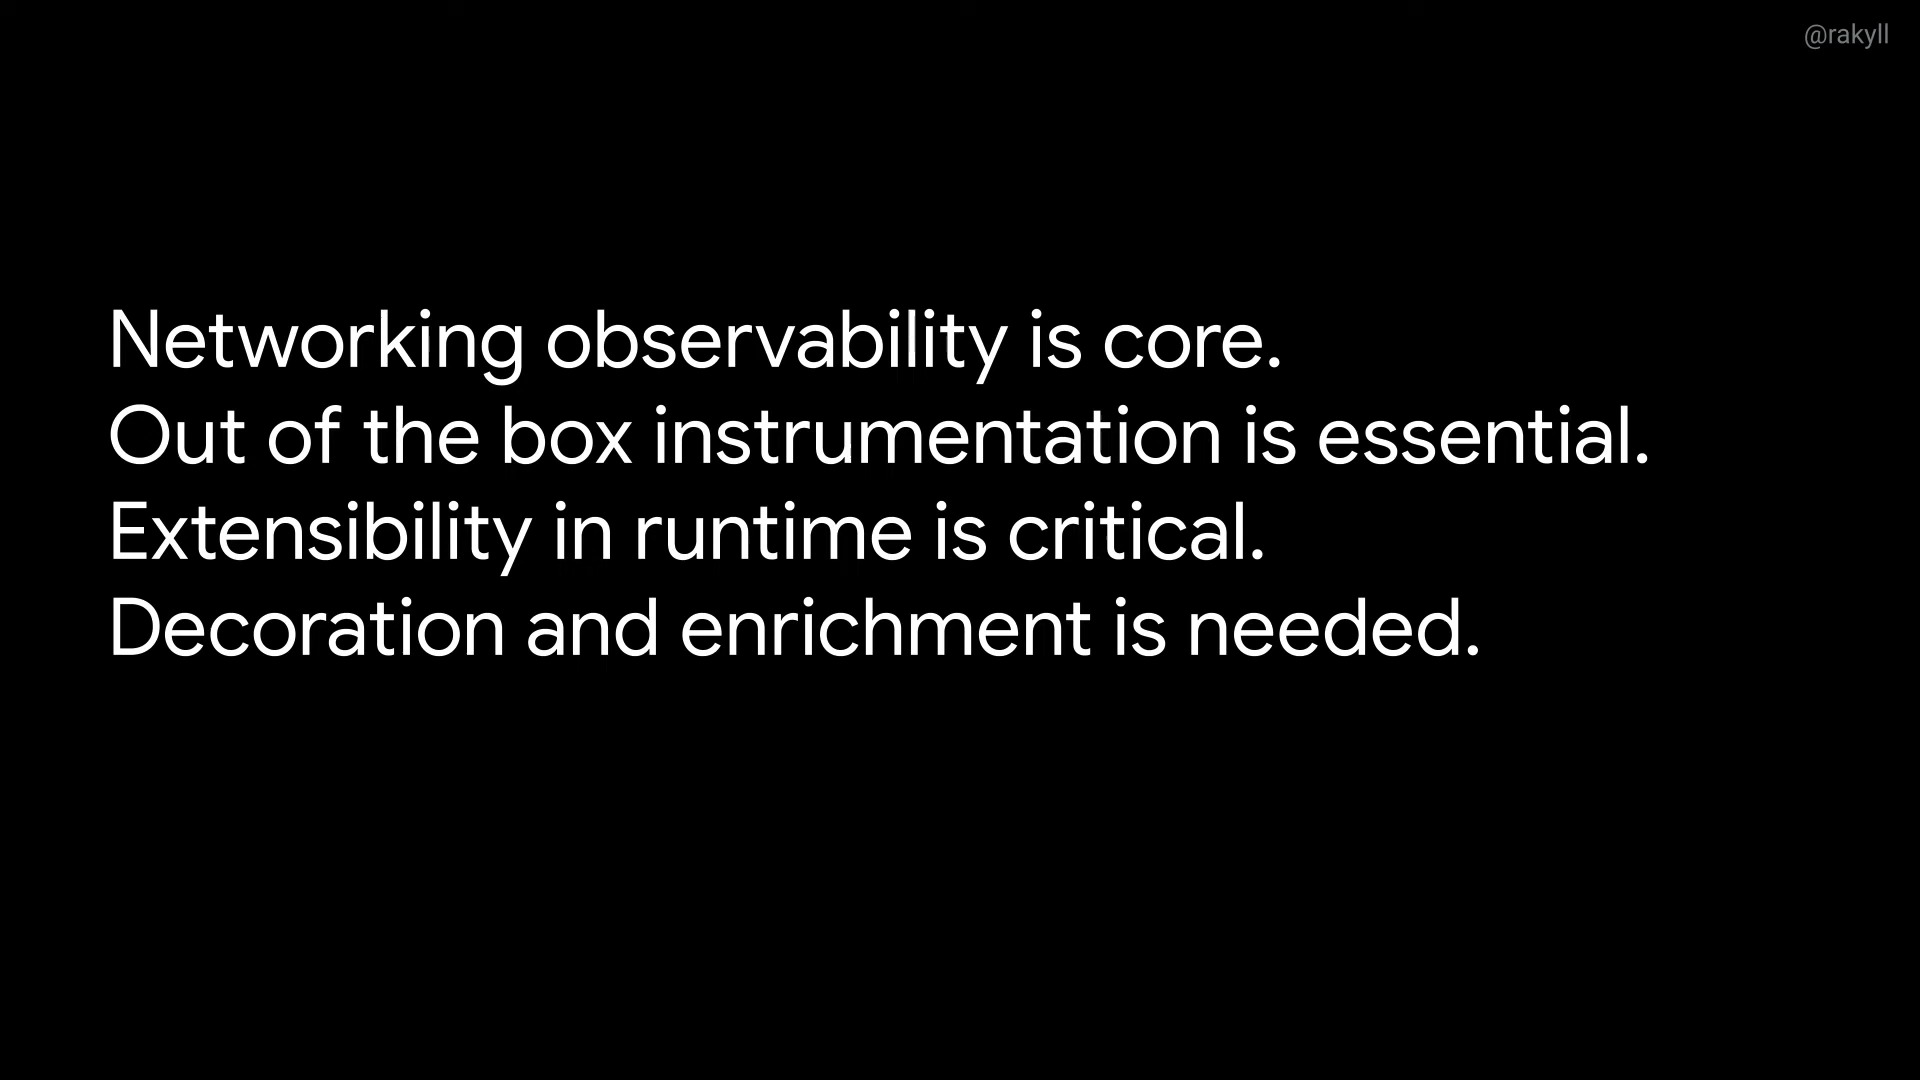 @rakyll
Networking observability is core.
Out of the box instrumentation is essential.
Extensibility in runtime is critical.
Decoration and enrichment is needed.